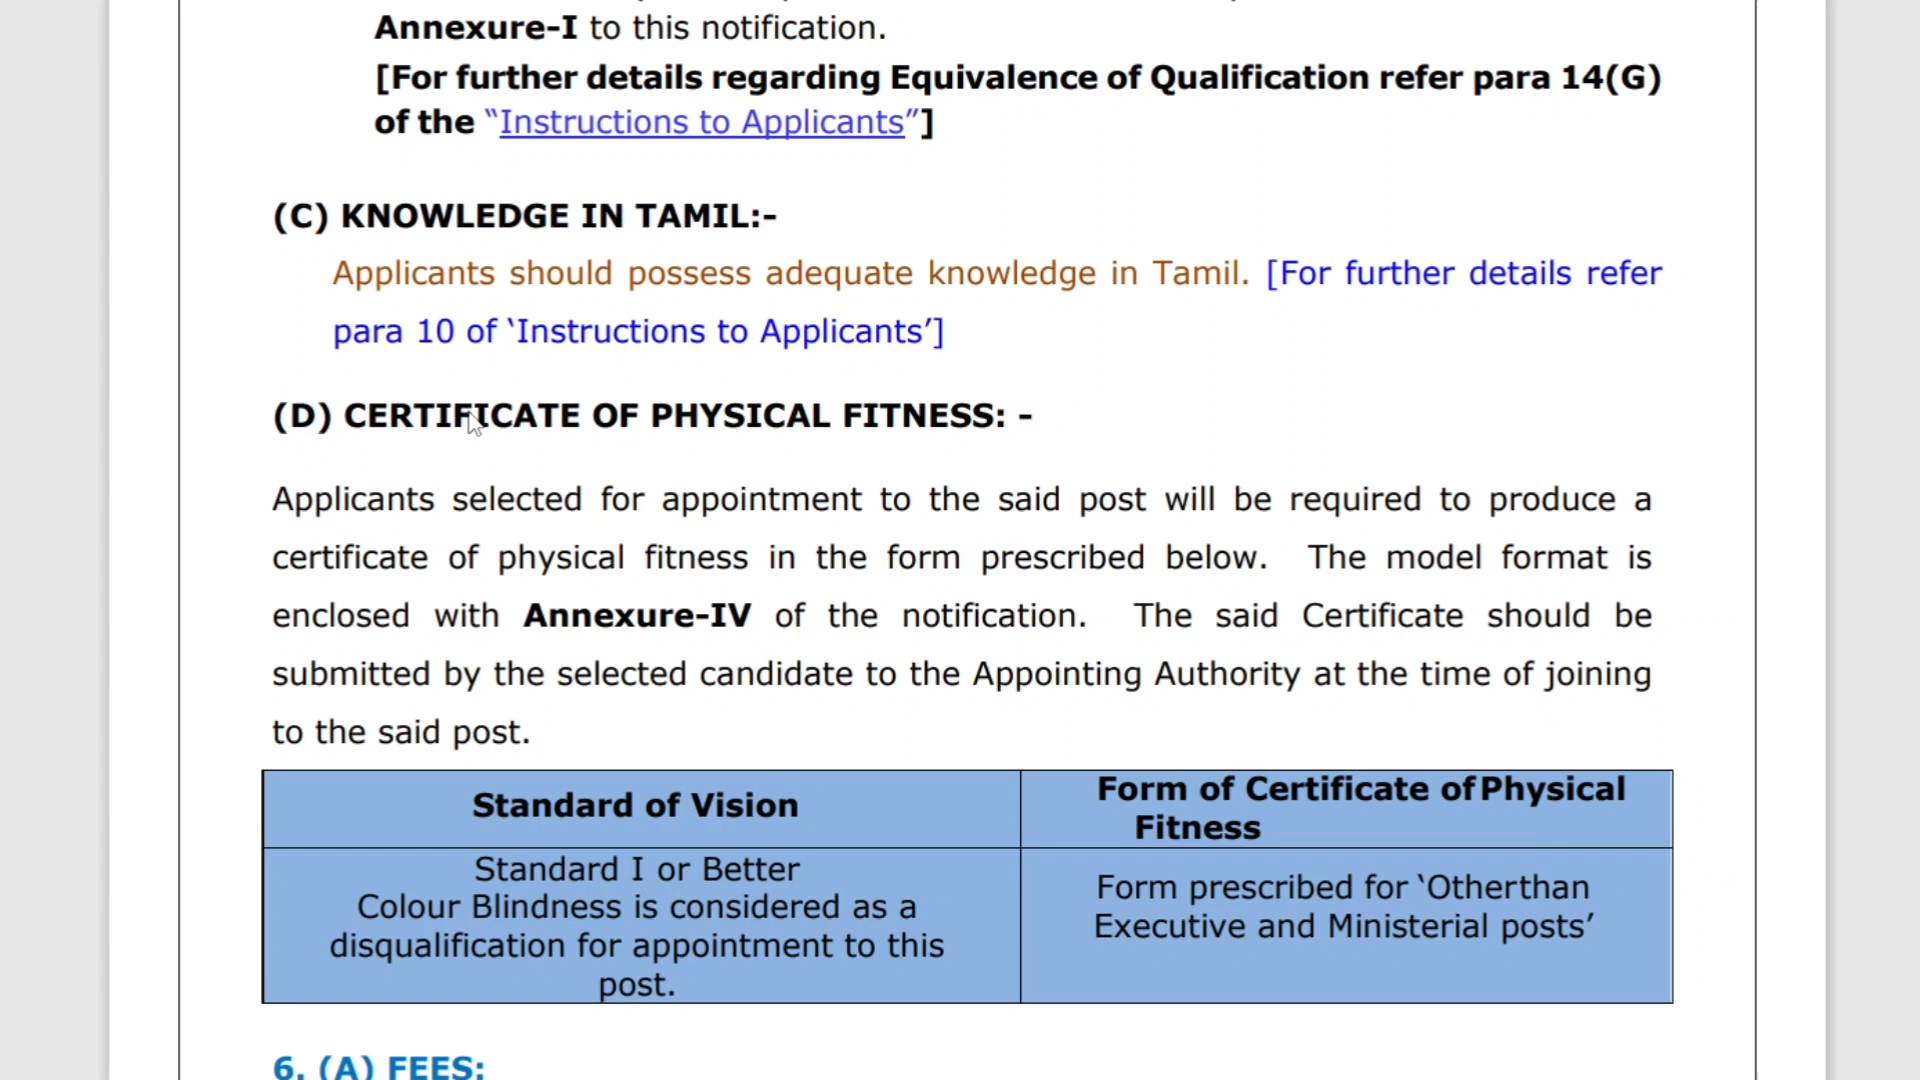 Annexure-I to this notification.
[For further details regarding Equivalence of Qualification refer para 14(G)
of the “Instructions to Applicants”]
(C) KNOWLEDGE IN TAMIL:-
Applicants should possess adequate knowledge in Tamil. [For further details refer
para 10 of ‘Instructions to Applicants’]
(D) CERTIFICATE OF PHYSICAL FITNESS: -
Applicants selected for appointment to the said post will be required to produce a
certificate of physical fitness in the form prescribed below. The model format is
enclosed with Annexure-IV of the notification. The said Certificate should be
submitted by the selected candidate to the Appointing Authority at the time of joining
to the said post.
Standard of Vision
Form of Certificate ofPhysical
Fitness
Standard I or Better
Colour Blindness is considered as a
disqualification for appointment to this
post.
Form prescribed for ‘Otherthan
Executive and Ministerial posts’
6. (A) FEES: